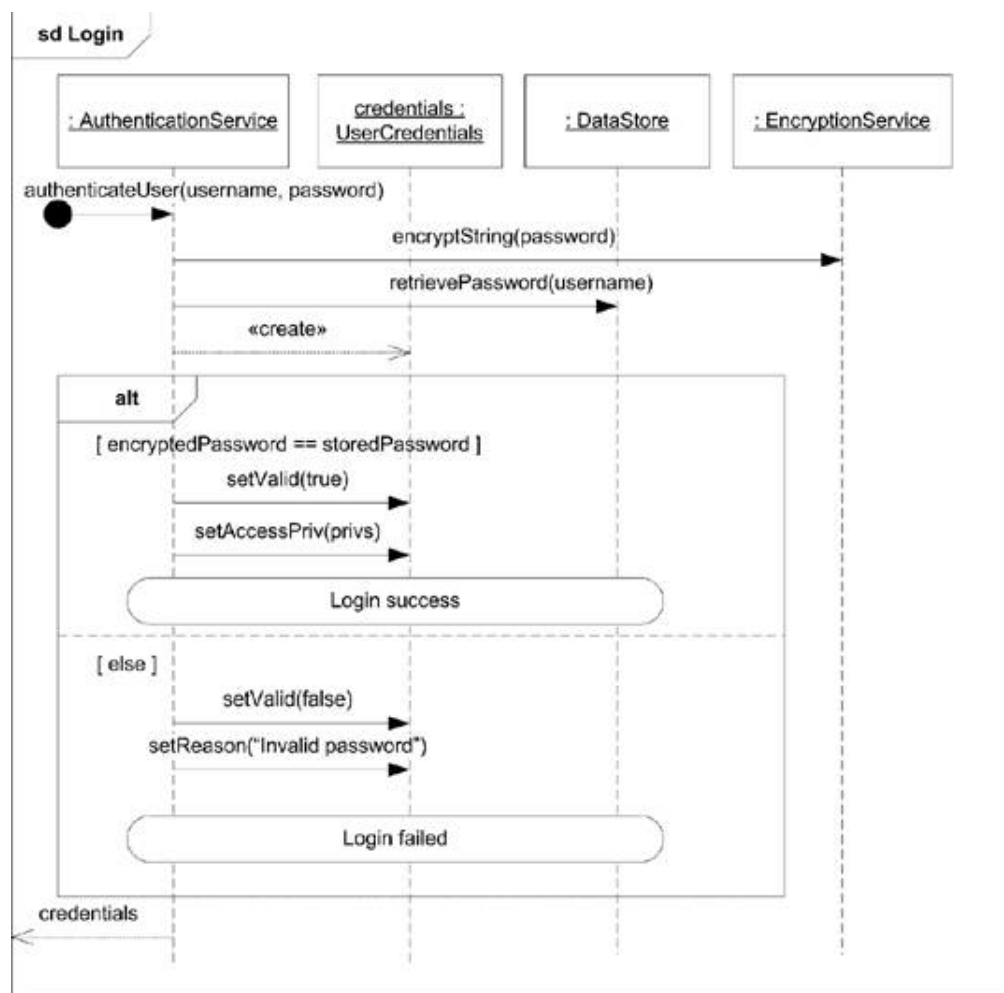 sd Login
: AuthenticationService
credentials :
UserCredentials
: DataStore
: EncryptionService
authenticateUser(username, password)
encryptString(password)
retrievePassword(username)
«create»
alt
[ encryptedPassword == storedPassword ]
setValid(true)
setAccessPriv(privs)
Login success
[ else ]
setValid(false)
setReason("Invalid password")
Login failed
credentials